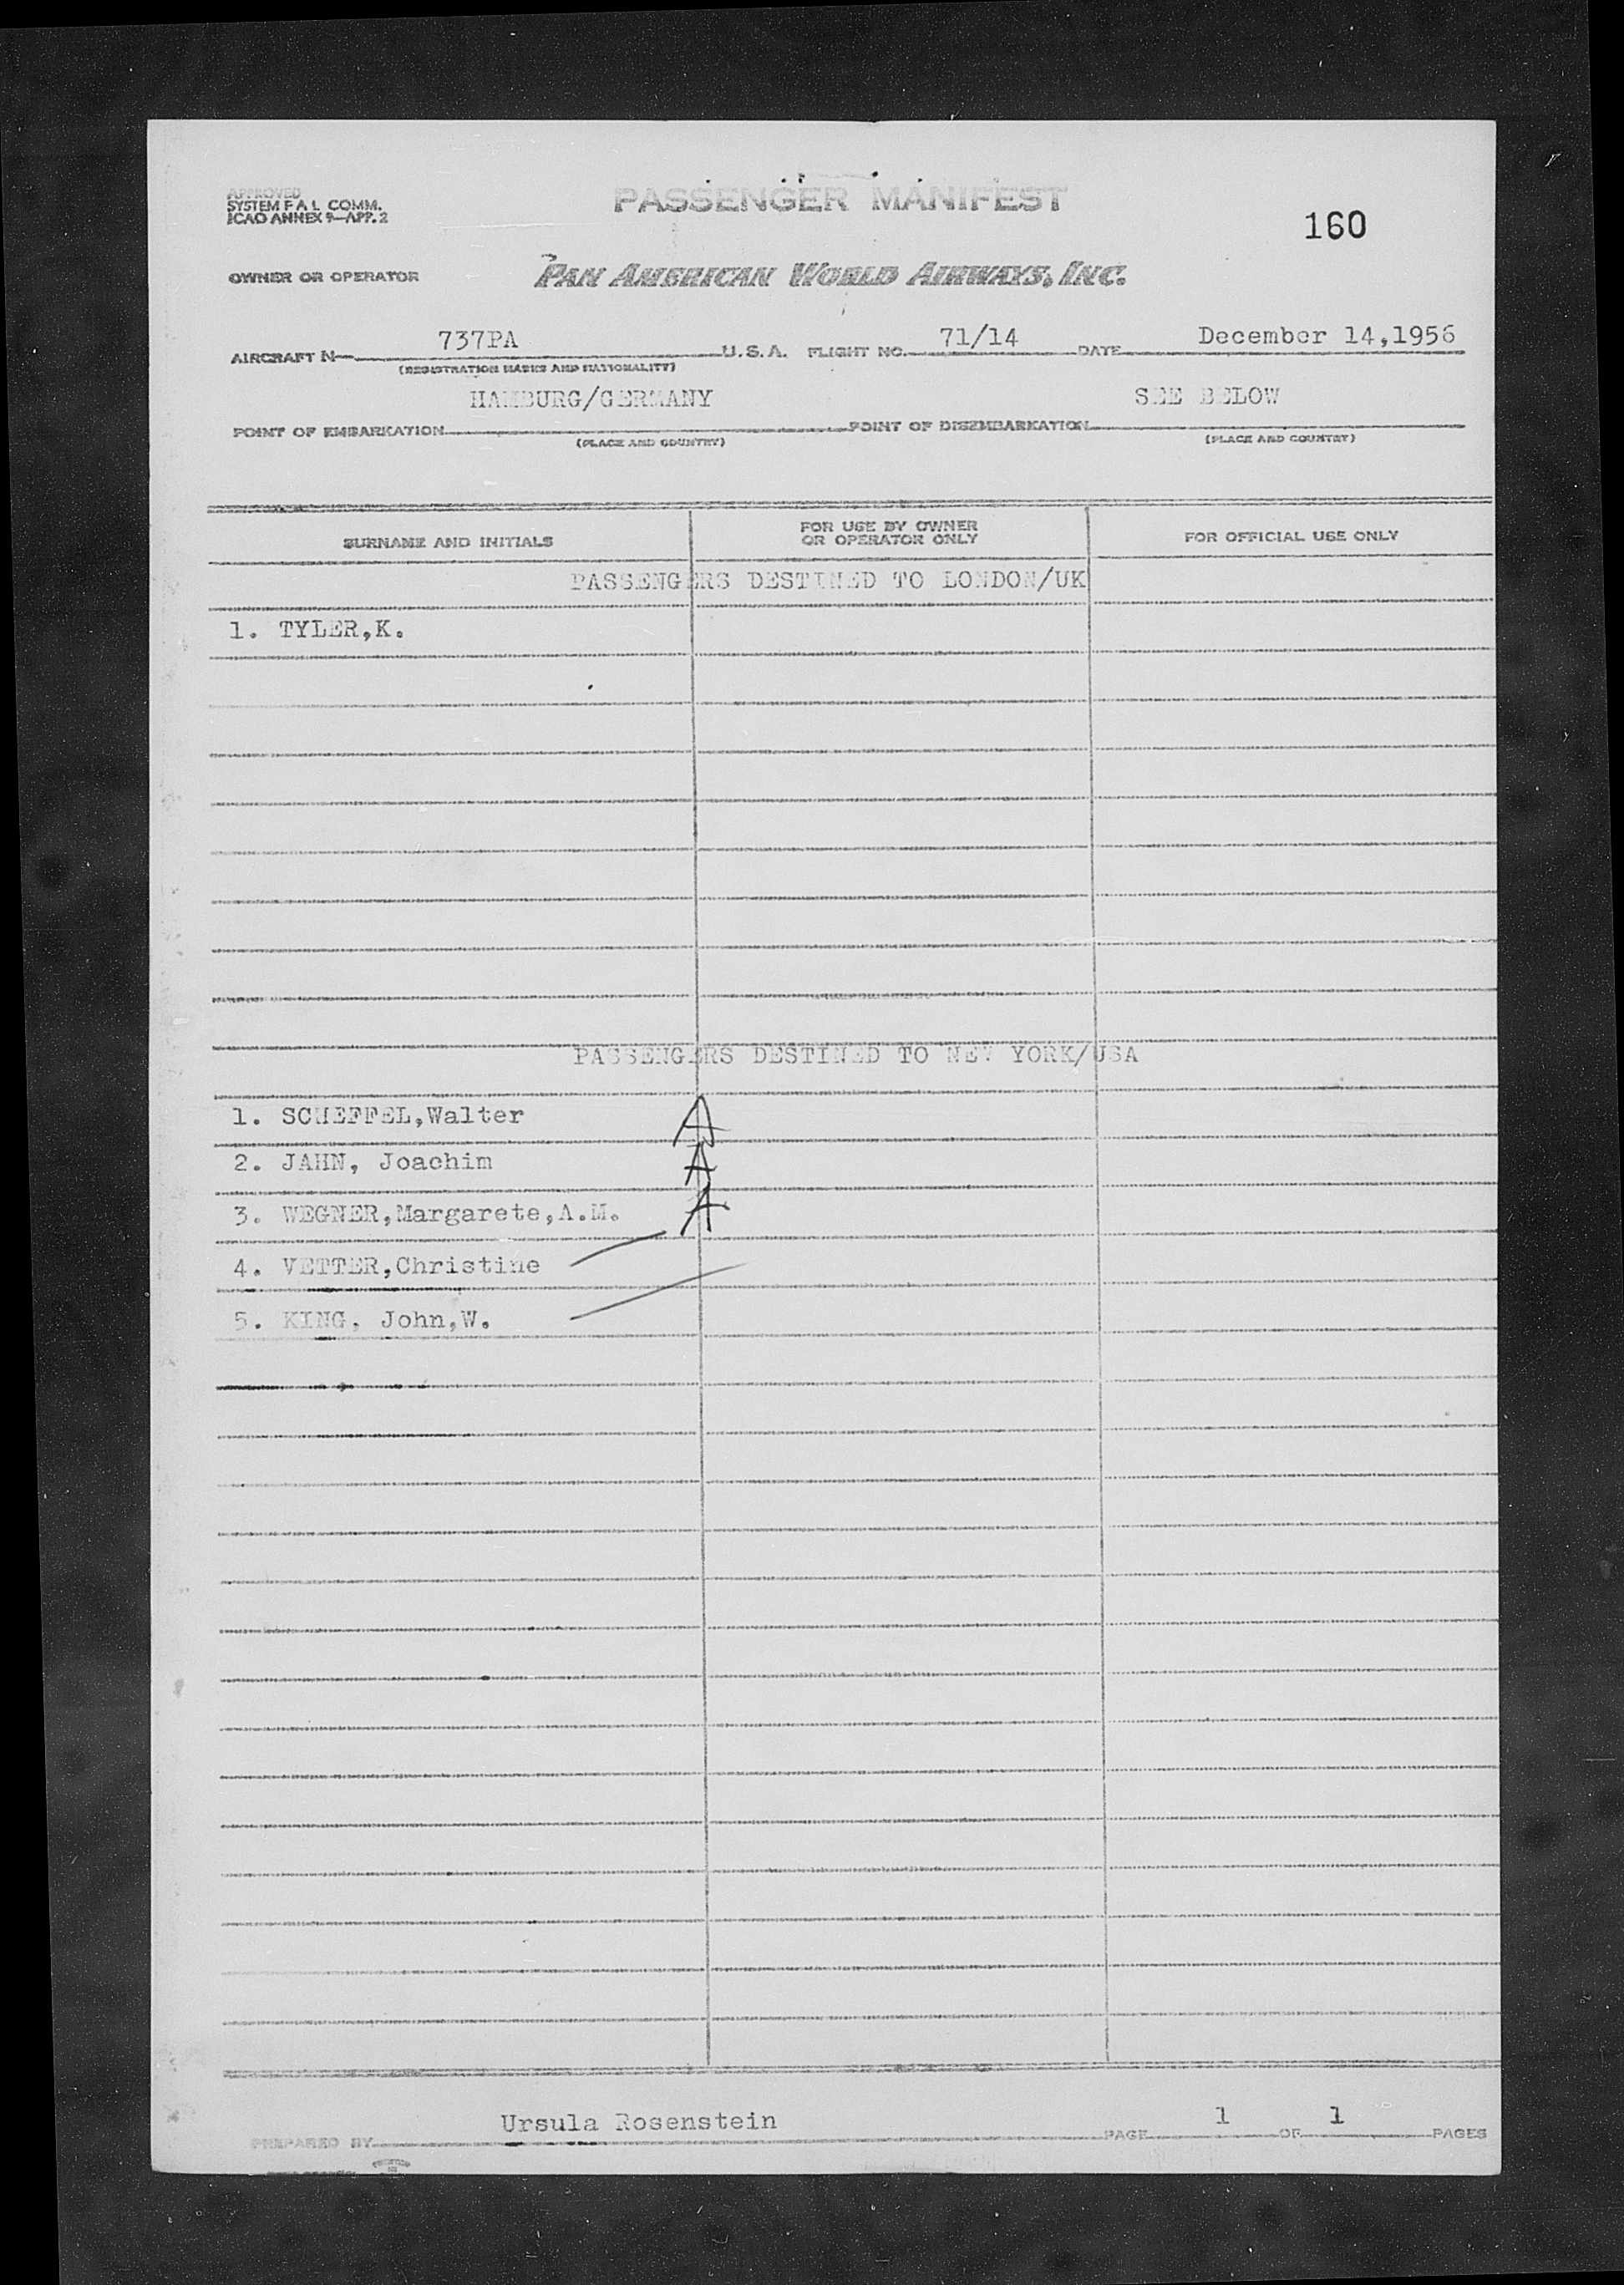 APPROVED
SYSTEM F A L COMM.
ICAO ANNEX 9—APP. 2
PASSENGER MANIFEST
160
OWNER OR OPERATOR
PAN AMERICAN WORLD AIRWAYS, INC.
AIRCRAFT N— 737PA U.S.A. FLIGHT NO. 71/14 DATE December 14,1956
(REGISTRATION MARKS AND NATIONALITY)
HAMBURG/GERMANY SEE BELOW
POINT OF EMBARKATION POINT OF DISEMBARKATION
(PLACE AND COUNTRY) (PLACE AND COUNTRY)
SURNAME AND INITIALS FOR USE BY OWNER OR OPERATOR ONLY FOR OFFICIAL USE ONLY
PASSENGERS DESTINED TO LONDON/UK
1. TYLER,K.
PASSENGERS DESTINED TO NEW YORK/USA
1. SCHEFFEL,Walter A
2. JAHN, Joachim A
3. WEGNER,Margarete,A.M. A
4. VETTER,Christine
5. KING, John,W.
PREPARED BY Ursula Rosenstein PAGE 1 OF 1 PAGES